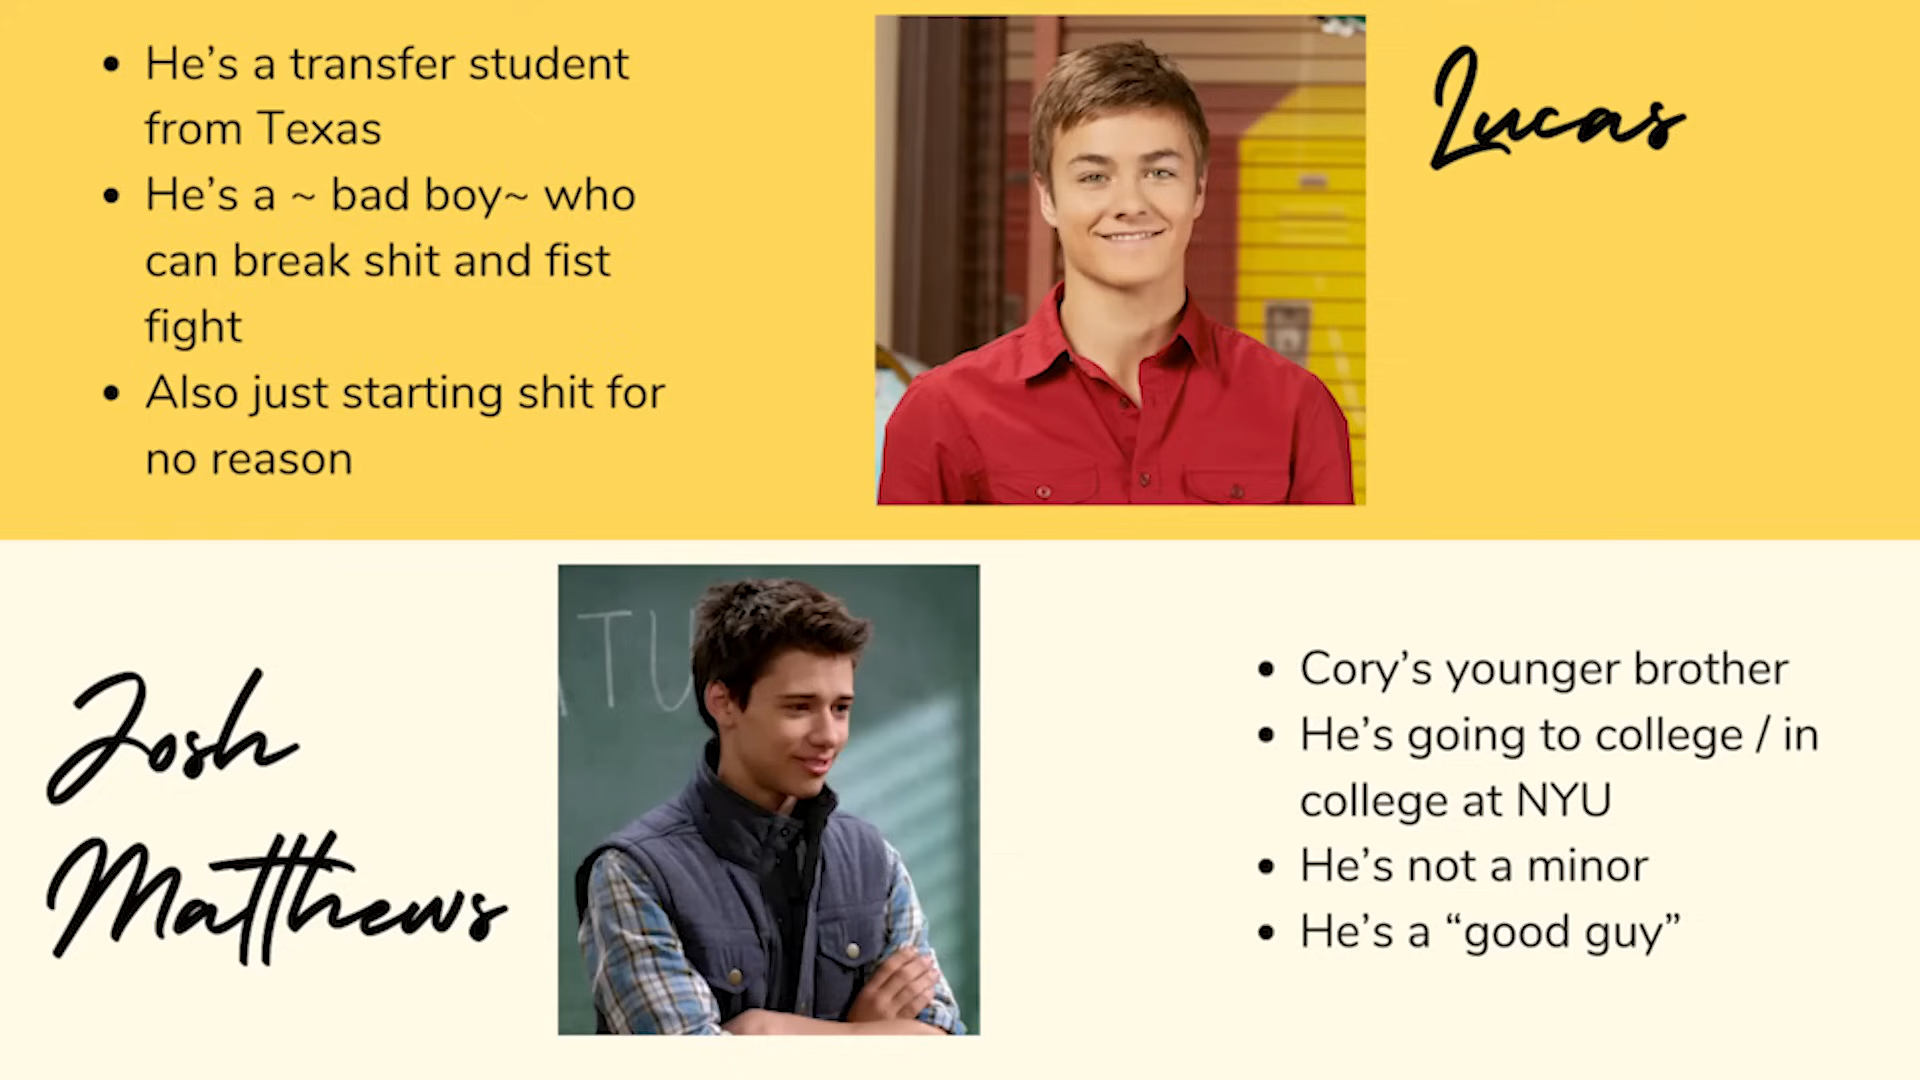 • He’s a transfer student
from Texas
• He’s a ~ bad boy~ who
can break shit and fist
fight
• Also just starting shit for
no reason
Lucas
Josh
Matthews
TU
• Cory’s younger brother
• He’s going to college / in
college at NYU
• He’s not a minor
• He’s a “good guy”